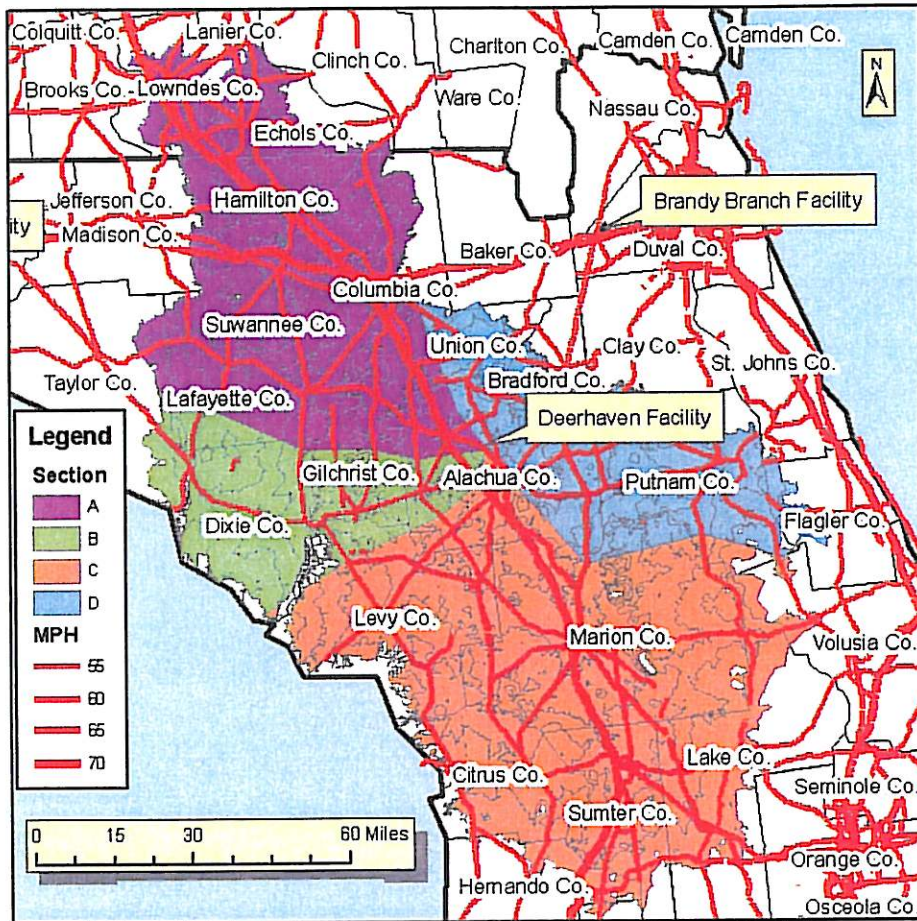 Colquitt Co.
Lanier Co.
Clinch Co.
Charlton Co.
Camden Co.
Camden Co.
Brooks Co.
Lowndes Co.
Ware Co.
Nassau Co.
N
Echols Co.
Jefferson Co.
Hamilton Co.
Brandy Branch Facility
ity
Madison Co.
Baker Co.
Duval Co.
Columbia Co.
Suwannee Co.
Union Co.
Clay Co.
St. Johns Co.
Taylor Co.
Lafayette Co.
Bradford Co.
Deerhaven Facility
Legend
Section
A
B
C
D
MPH
55
60
65
70
Gilchrist Co.
Alachua Co.
Putnam Co.
Dixie Co.
Flagler Co.
Levy Co.
Marion Co.
Volusia Co.
Citrus Co.
Lake Co.
Seminole Co.
Sumter Co.
0 15 30 60 Miles
Orange Co.
Hernando Co.
Osceola Co